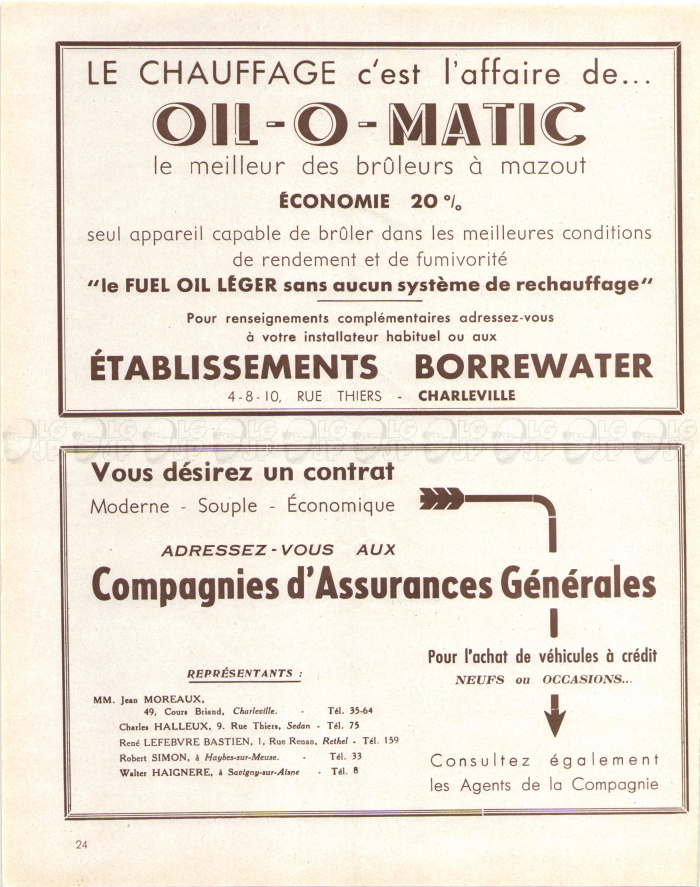 LE CHAUFFAGE c'est l'affaire de...
OIL-O-MATIC
le meilleur des brûleurs à mazout
ÉCONOMIE 20 %
seul appareil capable de brûler dans les meilleures conditions
de rendement et de fumivorité
"le FUEL OIL LÉGER sans aucun système de rechauffage"
Pour renseignements complémentaires adressez-vous
à votre installateur habituel ou aux
ÉTABLISSEMENTS BORREWATER
4-8-10, RUE THIERS - CHARLEVILLE
Vous désirez un contrat
Moderne - Souple - Économique
ADRESSEZ-VOUS AUX
Compagnies d'Assurances Générales
REPRÉSENTANTS :
MM. Jean MOREAUX,
49, Cours Briand, Charleville. - Tél. 35-64
Charles HALLEUX, 9. Rue Thiers, Sedan - Tél. 75
René LEFEBVRE BASTIEN, 1, Rue Renan, Rethel - Tél. 159
Robert SIMON, à Haybes-sur-Meuse. - Tél. 33
Walter HAIGNERE, à Savigny-sur-Aisne - Tél. 8
Pour l'achat de véhicules à crédit
NEUFS ou OCCASIONS...
Consultez également
les Agents de la Compagnie
24